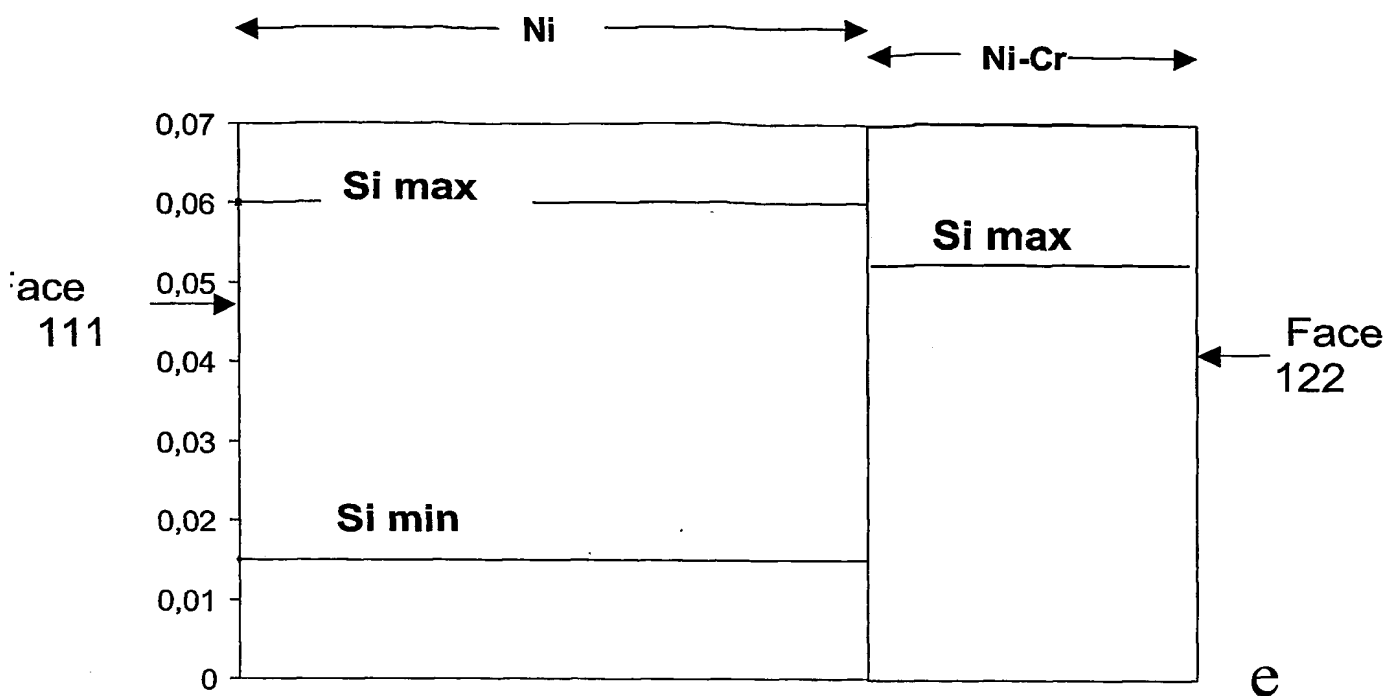 Ni
Ni-Cr
0,07
Si max
0,06
Si max
0,05
ace
111
Face
122
0,04
0,03
0,02
Si min
0,01
0
e